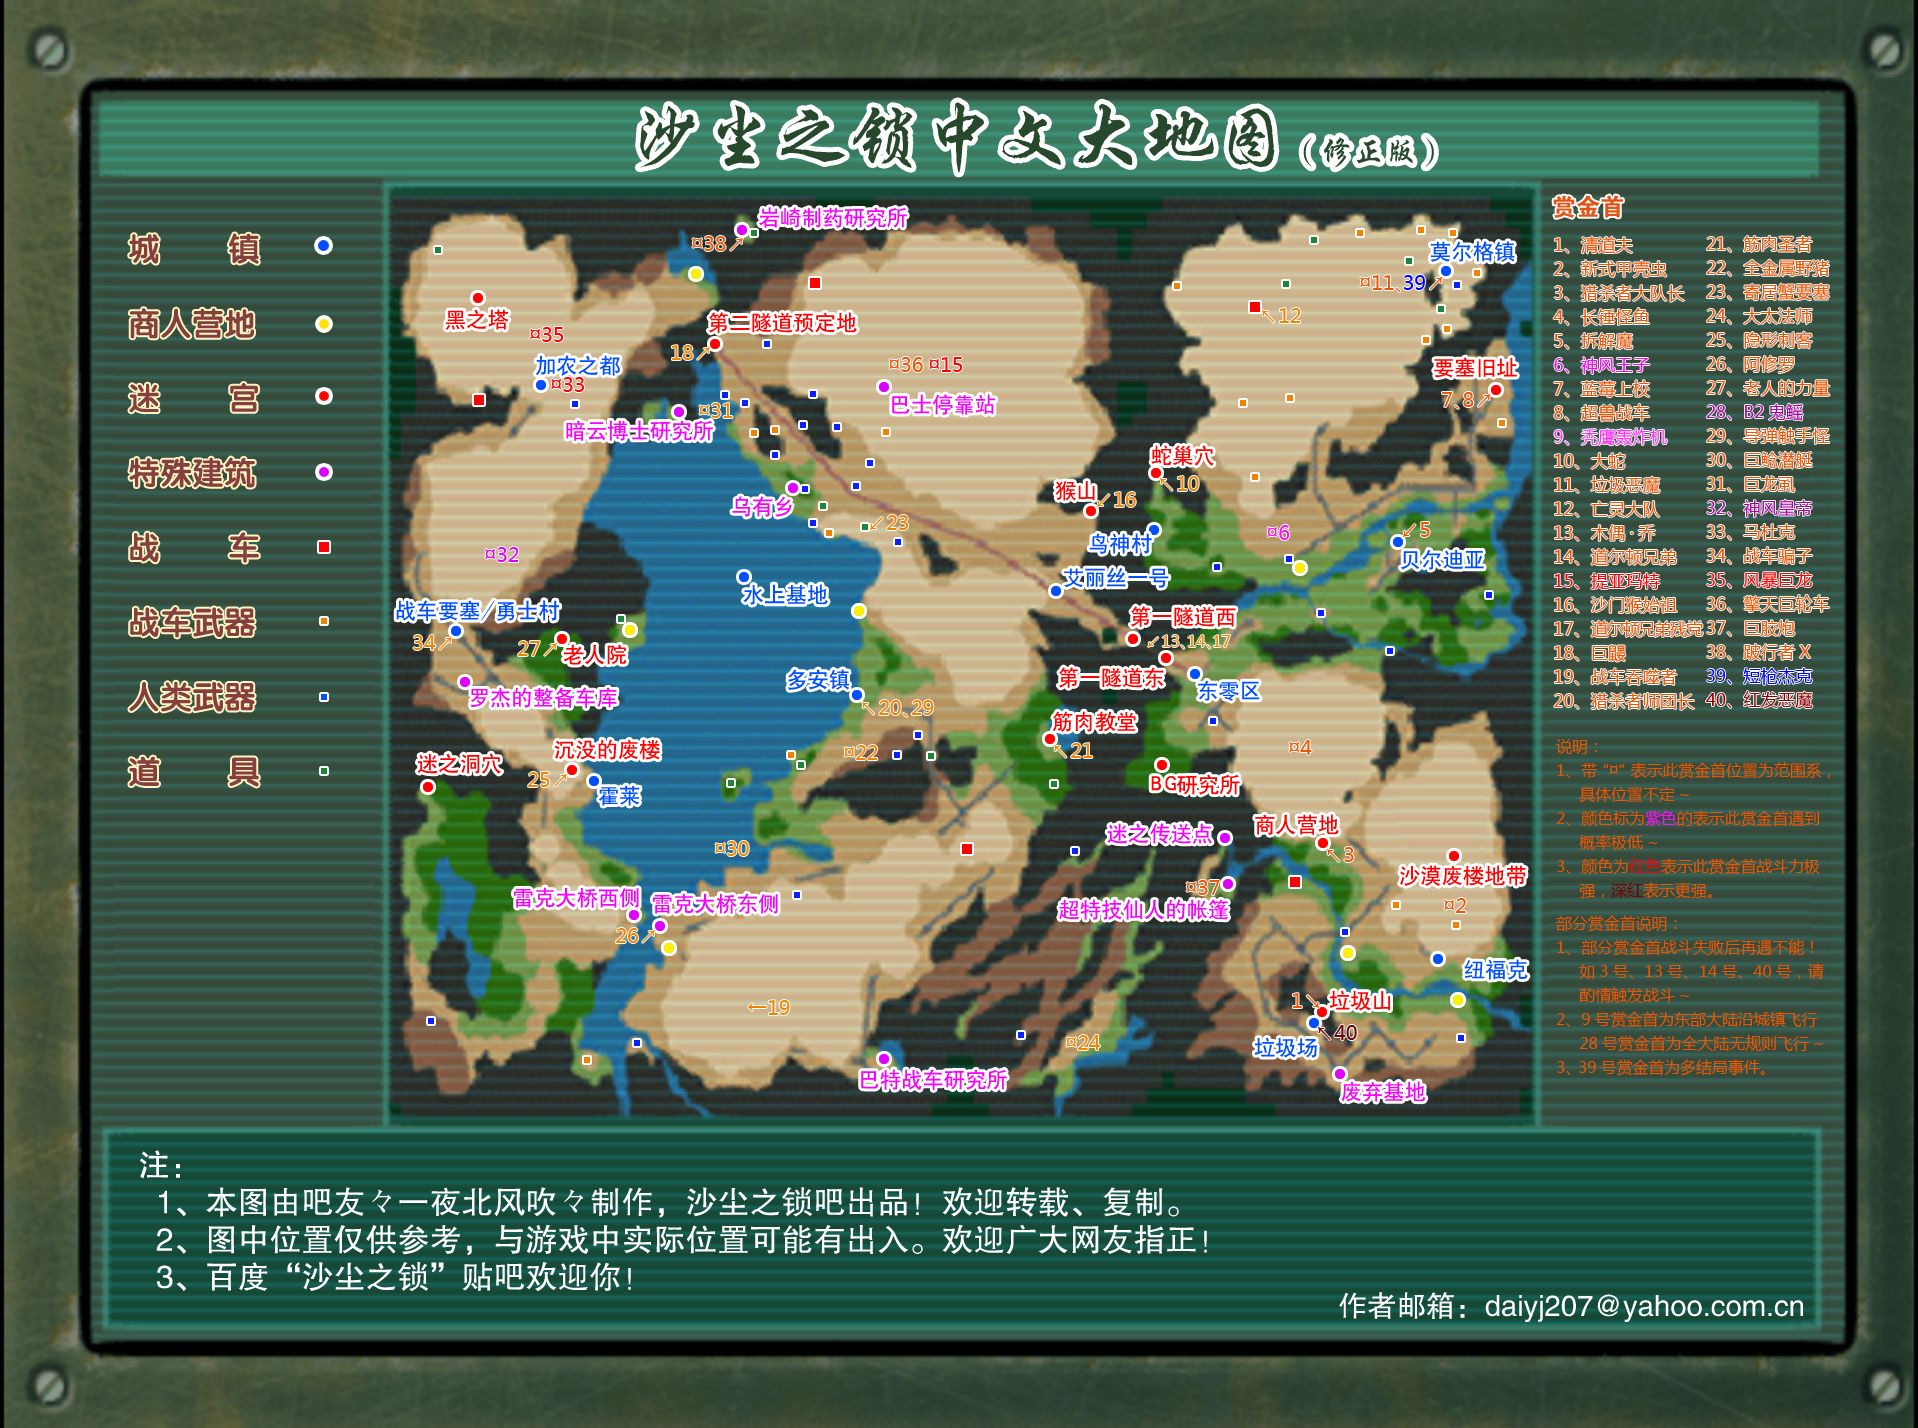 沙尘之锁中文大地图(修正版)
城镇
商人营地
迷宫
特殊建筑
战车
战车武器
人类武器
道具
岩崎制药研究所
¤38↗
莫尔格镇
¤11、39↗
黑之塔
¤35
第二隧道预定地
18↗
↖12
加农之都
¤33
¤36 ¤15
要塞旧址
7、8↗
巴士停靠站
¤31
暗云博士研究所
蛇巢穴
↖10
猴山
↙16
乌有乡
↙23
¤6
↙5
鸟神村
贝尔迪亚
¤32
艾丽丝一号
水上基地
战车要塞／勇士村
34↗
第一隧道西
↙13、14、17
27↗
老人院
第一隧道东
东零区
罗杰的整备车库
多安镇
↖20、29
筋肉教堂
↖21
沉没的废楼
¤22
¤4
迷之洞穴
25↗
霍莱
BG研究所
商人营地
↖3
迷之传送点
¤30
沙漠废楼地带
¤2
¤37
超特技仙人的帐篷
雷克大桥西侧
雷克大桥东侧
26↗
纽福克
←19
1↘
垃圾山
↖40
垃圾场
¤24
巴特战车研究所
废弃基地
赏金首
1、清道夫
2、新式甲壳虫
3、猎杀者大队长
4、长锤怪鱼
5、拆解魔
6、神风王子
7、蓝莓上校
8、超兽战车
9、秃鹰轰炸机
10、大蛇
11、垃圾恶魔
12、亡灵大队
13、木偶·乔
14、道尔顿兄弟
15、提亚玛特
16、沙门猴始祖
17、道尔顿兄弟残党
18、巨鼹
19、战车吞噬者
20、猎杀者师团长
21、筋肉圣者
22、全金属野猪
23、寄居蟹要塞
24、大太法师
25、隐形刺客
26、阿修罗
27、老人的力量
28、B2鬼鳐
29、导弹触手怪
30、巨鲶潜艇
31、巨龙虱
32、神风皇帝
33、马杜克
34、战车骗子
35、风暴巨龙
36、擎天巨轮车
37、巨胶炮
38、跛行者X
39、短枪杰克
40、红发恶魔
说明：
1、带“¤”表示此赏金首位置为范围系，
具体位置不定~
2、颜色标为紫色的表示此赏金首遇到
概率极低~
3、颜色为红色表示此赏金首战斗力极
强，深红表示更强。
部分赏金首说明：
1、部分赏金首战斗失败后再遇不能！
如3号、13号、14号、40号，请
酌情触发战斗~
2、9号赏金首为东部大陆沿城镇飞行
28号赏金首为全大陆无规则飞行~
3、39号赏金首为多结局事件。
注：
1、本图由吧友々一夜北风吹々制作，沙尘之锁吧出品！欢迎转载、复制。
2、图中位置仅供参考，与游戏中实际位置可能有出入。欢迎广大网友指正！
3、百度“沙尘之锁”贴吧欢迎你！
作者邮箱：daiyj207@yahoo.com.cn